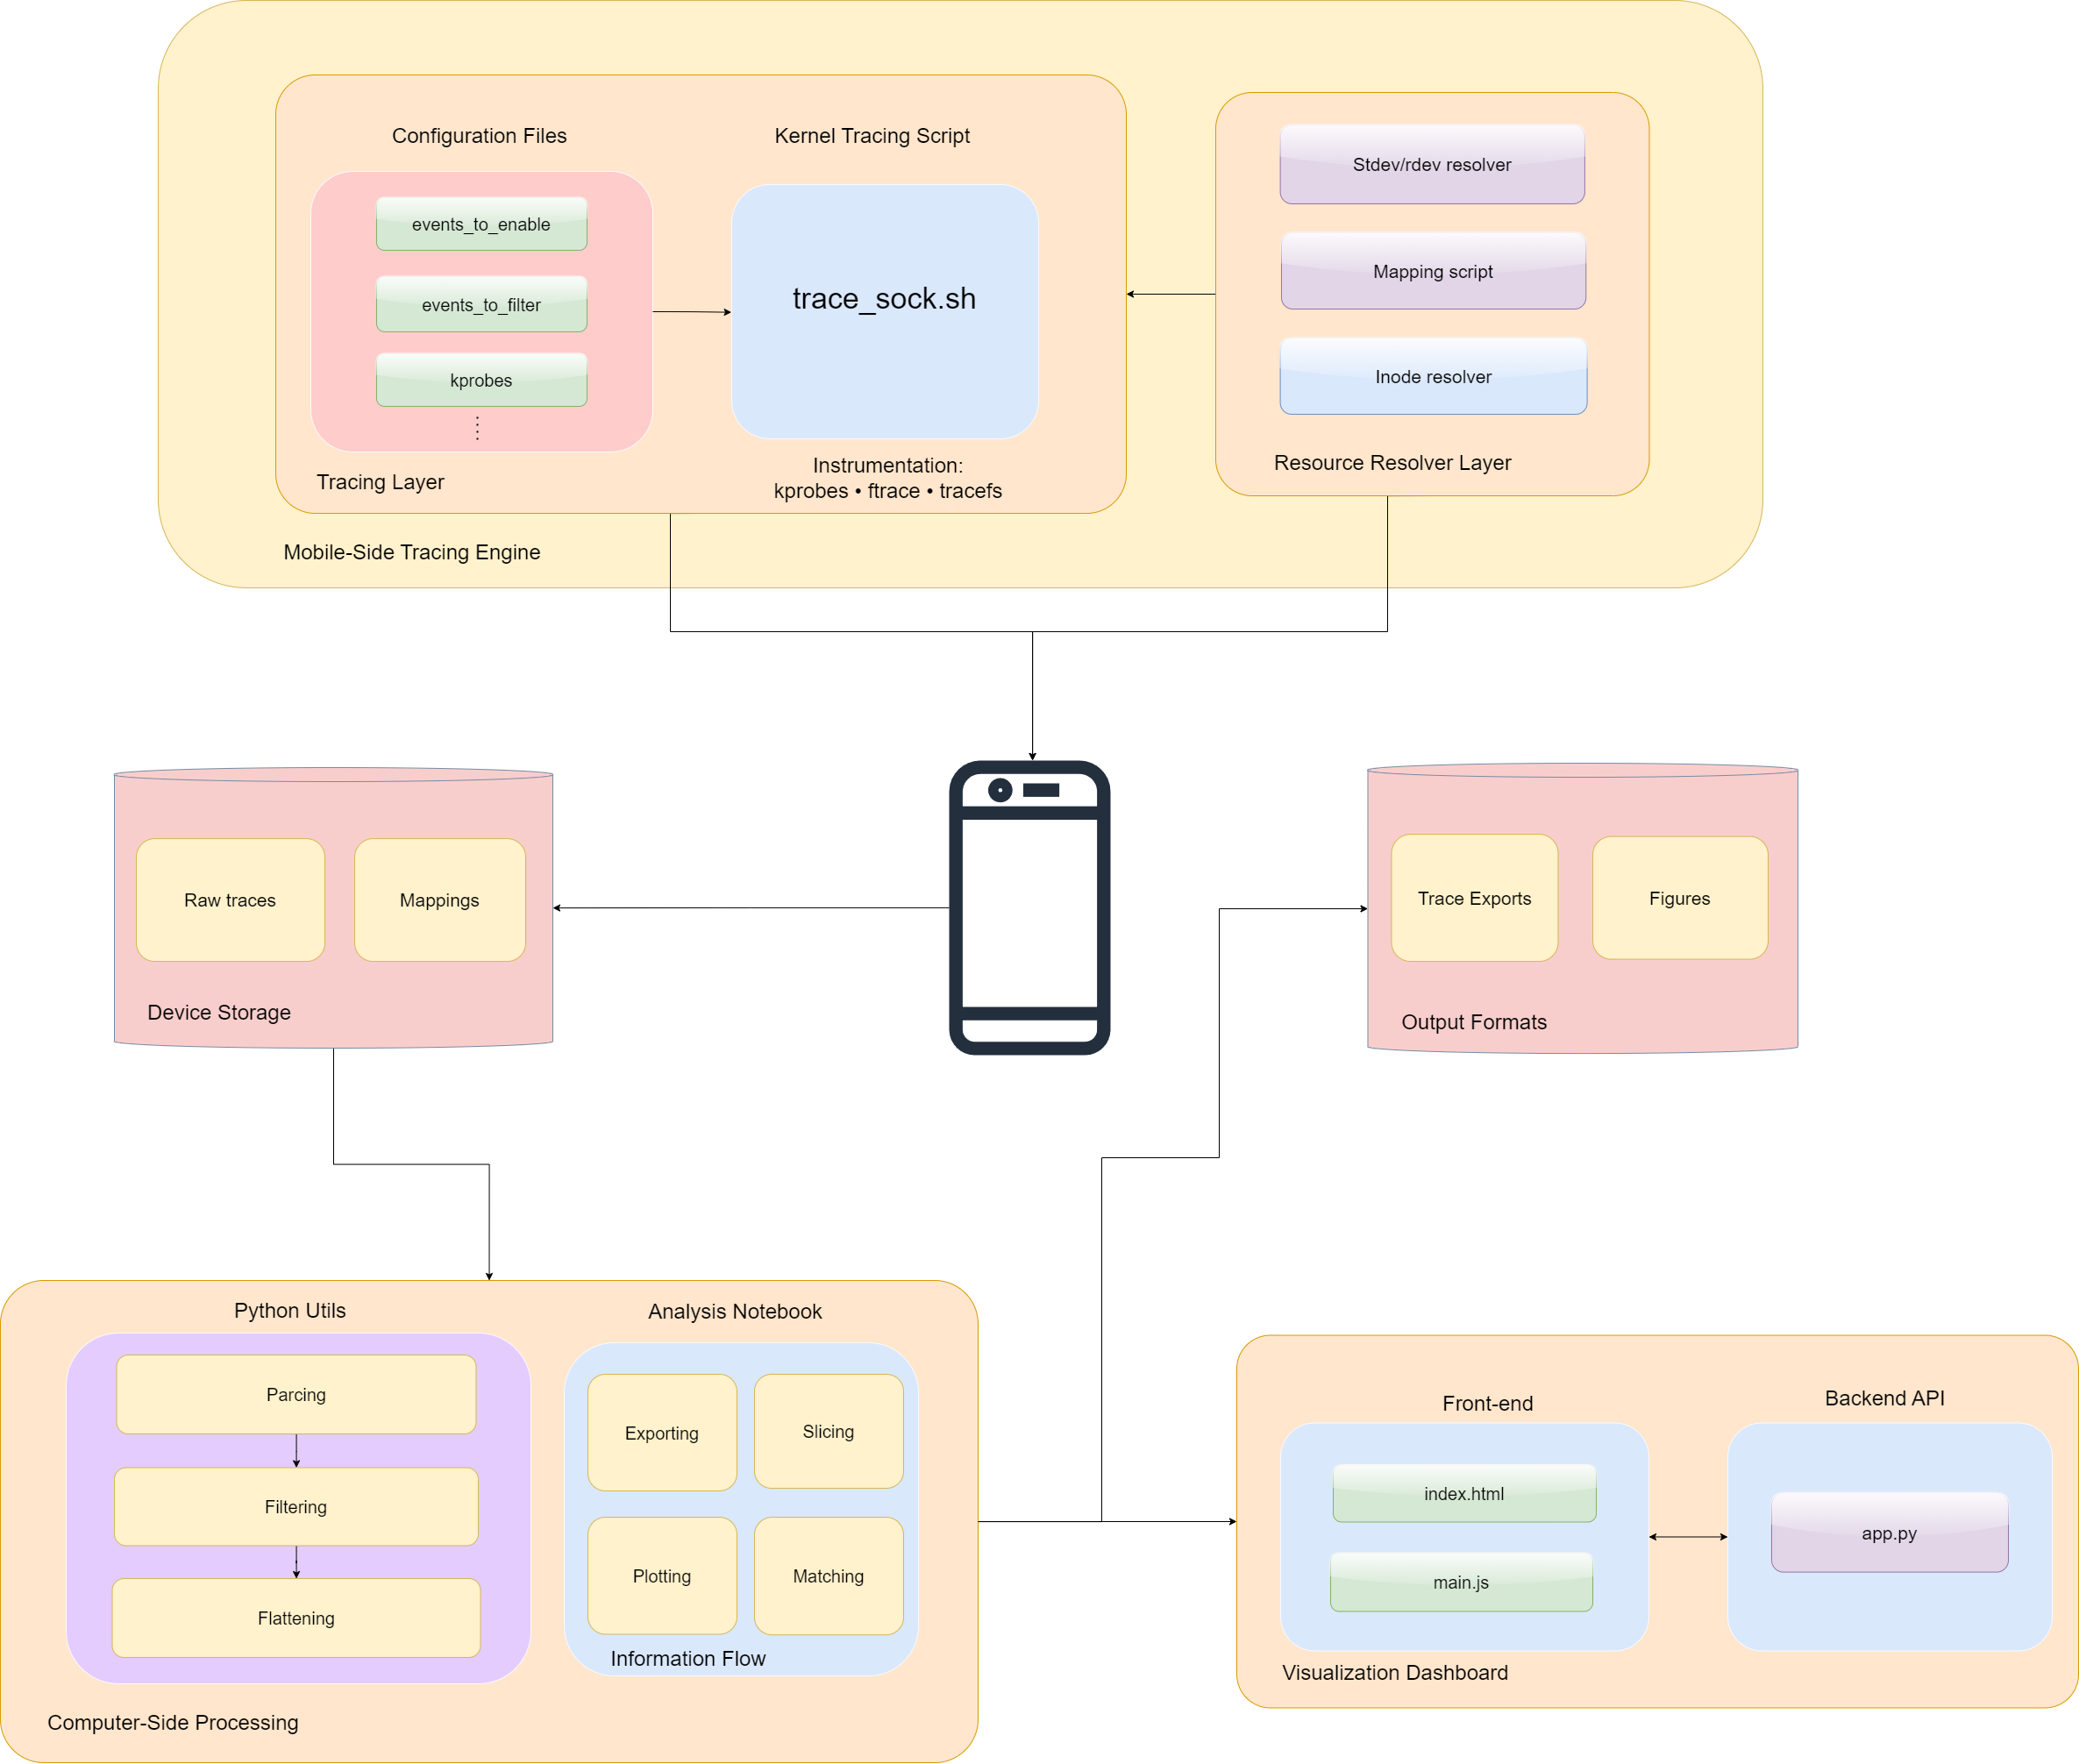 Configuration Files
Kernel Tracing Script
events_to_enable
events_to_filter
kprobes
trace_sock.sh
Tracing Layer
Instrumentation:
kprobes • ftrace • tracefs
Stdev/rdev resolver
Mapping script
Inode resolver
Resource Resolver Layer
Mobile-Side Tracing Engine
Raw traces
Mappings
Device Storage
Trace Exports
Figures
Output Formats
Python Utils
Analysis Notebook
Parcing
Filtering
Flattening
Exporting
Slicing
Plotting
Matching
Information Flow
Computer-Side Processing
Front-end
Backend API
index.html
main.js
app.py
Visualization Dashboard